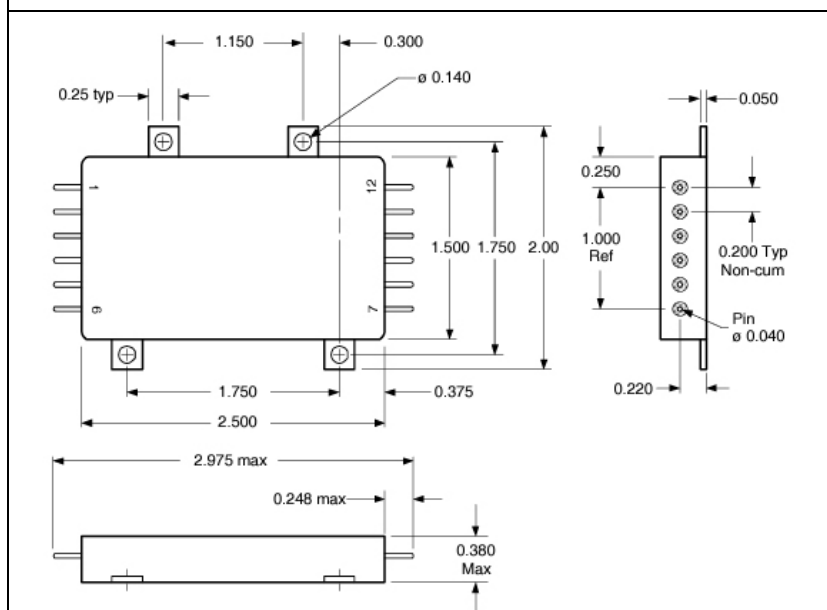 1.150
0.300
ø 0.140
0.25 typ
0.050
1
12
0.250
1.500
1.750
2.00
1.000
Ref
0.200 Typ
Non-cum
6
7
Pin
ø 0.040
1.750
0.375
0.220
2.500
2.975 max
0.248 max
0.380
Max